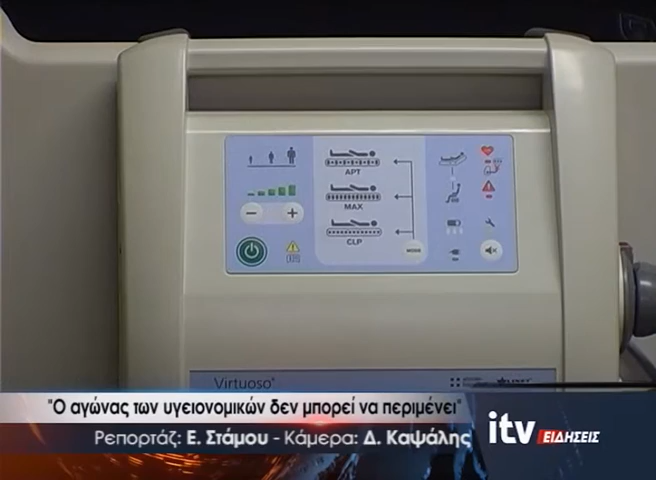 APT
MAX
CLP
MODE
Virtuoso®
"Ο αγώνας των υγειονομικών δεν μπορεί να περιμένει"
Ρεπορτάζ: Ε. Στάμου - Κάμερα: Δ. Καψάλης
itv ΕΙΔΗΣΕΙΣ